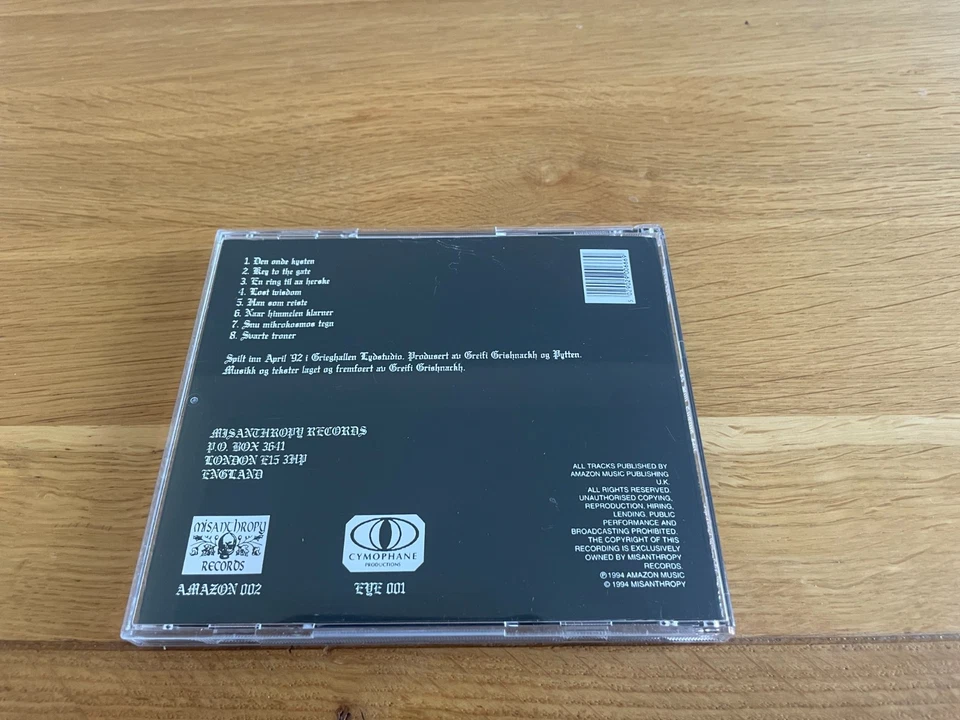 1. Den onde kysten
2. Key to the gate
3. En ring til aa herske
4. Lost wisdom
5. Han som reiste
6. Naar himmelen klarner
7. Snu mikrokosmos tegn
8. Svarte troner
Spilt inn April '92 i Grieghallen Lydstudio. Produsert av Greifi Grishnackh og Pytten.
Musikk og tekster laget og fremfoert av Greifi Grishnackh.
MISANTHROPY RECORDS
P.O. BOX 3641
LONDON E15 3HP
ENGLAND
MISANTHROPY
RECORDS
AMAZON 002
CYMOPHANE
PRODUCTIONS
EYE 001
ALL TRACKS PUBLISHED BY
AMAZON MUSIC PUBLISHING
U.K.
ALL RIGHTS RESERVED.
UNAUTHORISED COPYING,
REPRODUCTION, HIRING,
LENDING, PUBLIC
PERFORMANCE AND
BROADCASTING PROHIBITED.
THE COPYRIGHT OF THIS
RECORDING IS EXCLUSIVELY
OWNED BY MISANTHROPY
RECORDS.
℗ 1994 AMAZON MUSIC
© 1994 MISANTHROPY